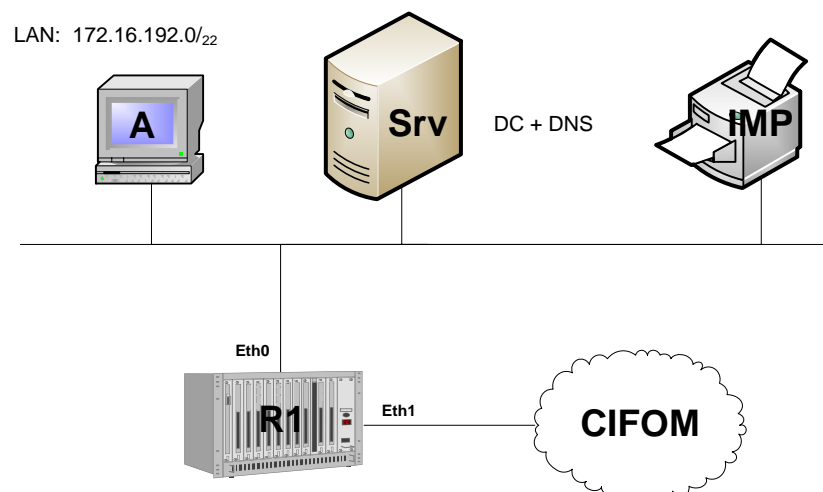 LAN: 172.16.192.0/22
A
Srv
DC + DNS
IMP
Eth0
R1
Eth1
CIFOM